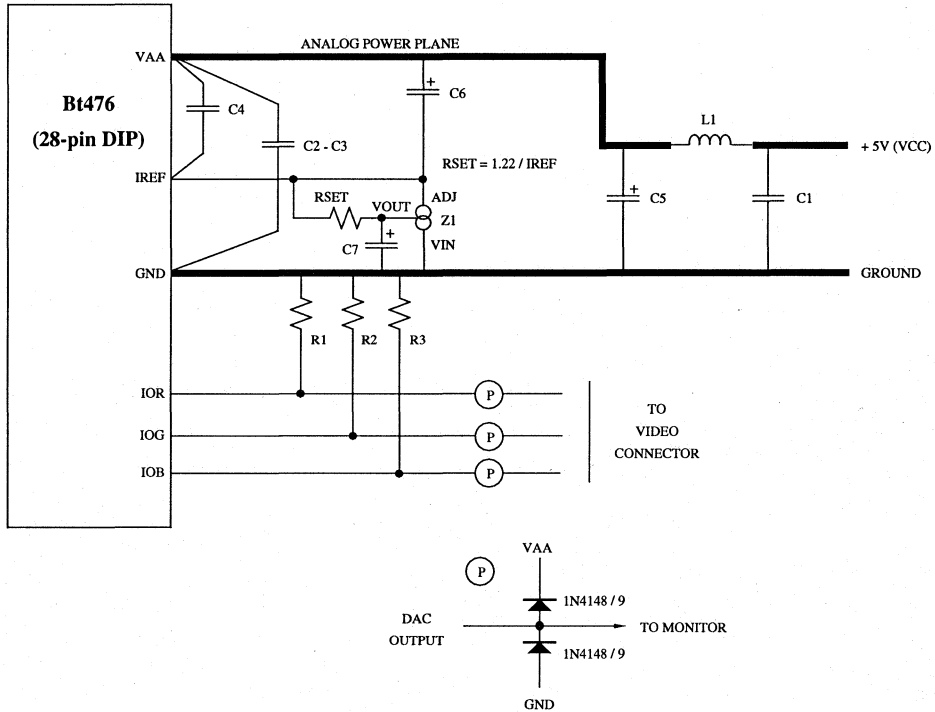 ANALOG POWER PLANE
VAA
Bt476
(28-pin DIP)
C4
C6
+
C2 - C3
L1
+ 5V (VCC)
RSET = 1.22 / IREF
IREF
RSET
ADJ
VOUT
Z1
+
C5
C1
+
C7
VIN
GND
GROUND
R1
R2
R3
IOR
P
IOG
P
IOB
P
TO
VIDEO
CONNECTOR
VAA
P
1N4148 / 9
DAC
OUTPUT
TO MONITOR
1N4148 / 9
GND